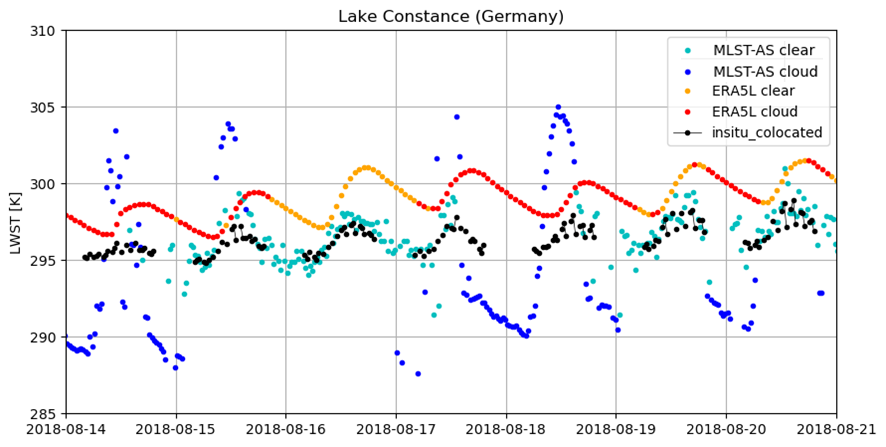 Lake Constance (Germany)
310
305
300
295
290
285
LWST [K]
MLST-AS clear
MLST-AS cloud
ERA5L clear
ERA5L cloud
insitu_colocated
2018-08-14 2018-08-15 2018-08-16 2018-08-17 2018-08-18 2018-08-19 2018-08-20 2018-08-21